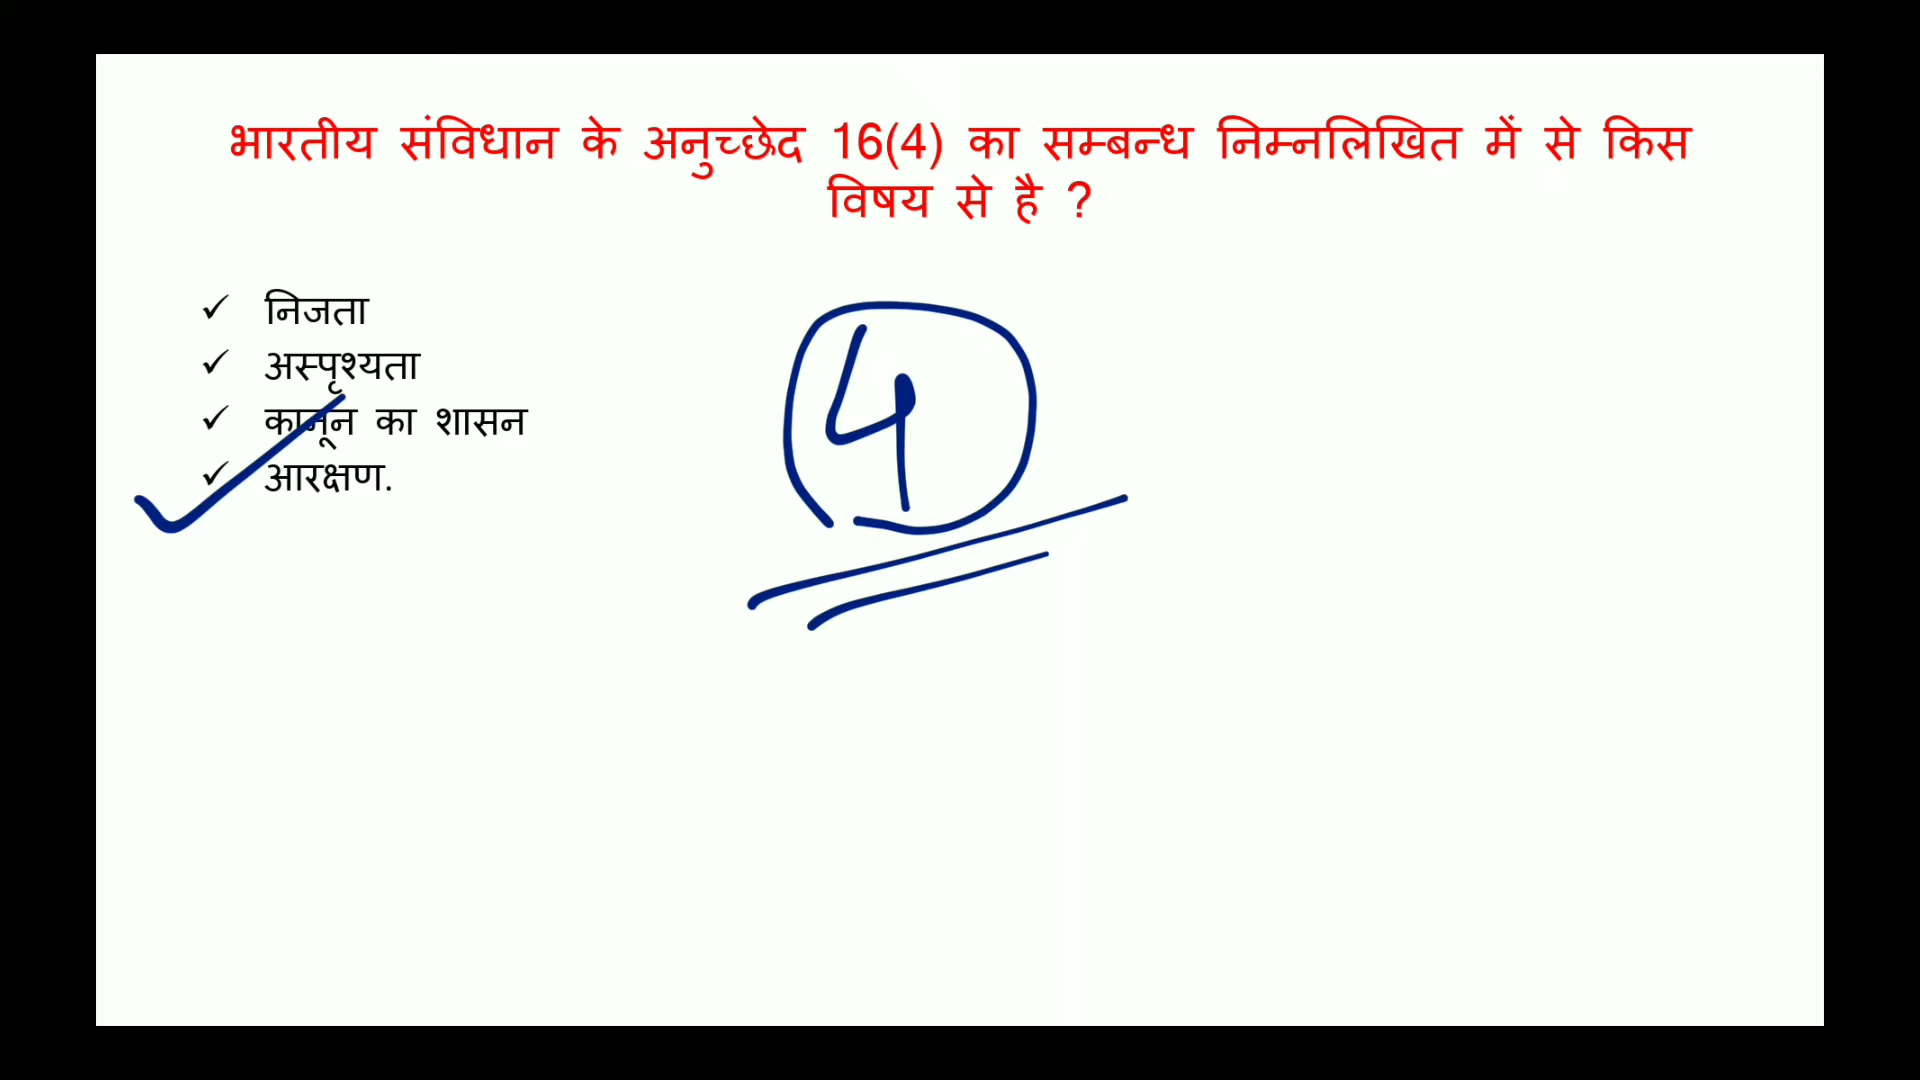 भारतीय संविधान के अनुच्छेद 16(4) का सम्बन्ध निम्नलिखित में से किस
विषय से है ?
✓ निजता
✓ अस्पृश्यता
✓ कानून का शासन
✓ आरक्षण.
4